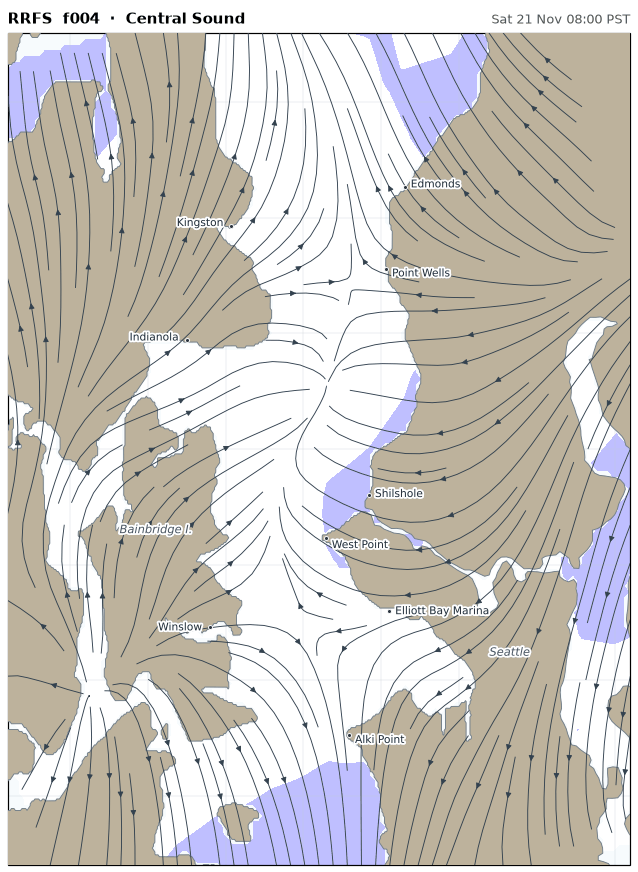 RRFS f004 · Central Sound
Sat 21 Nov 08:00 PST
Edmonds
Kingston
Point Wells
Indianola
Shilshole
Bainbridge I.
West Point
Elliott Bay Marina
Winslow
Seattle
Alki Point